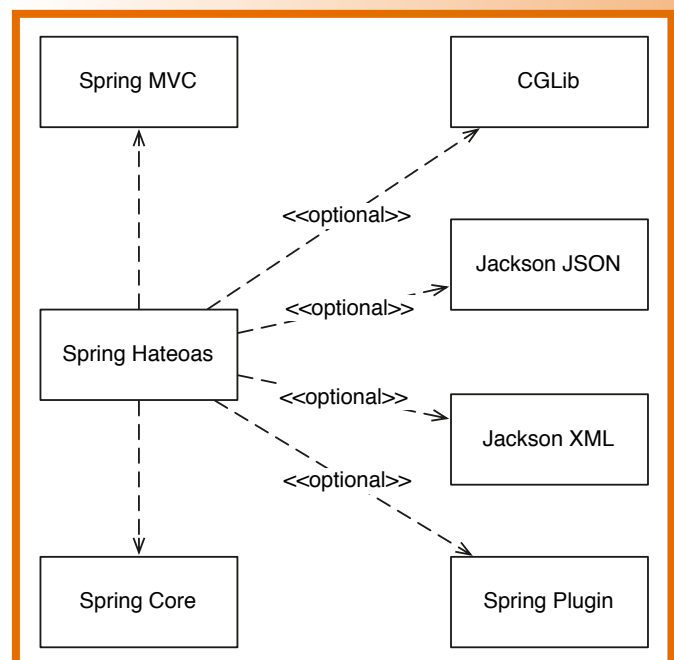 Spring MVC
CGLib
<<optional>>
Jackson JSON
<<optional>>
Spring Hateoas
<<optional>>
Jackson XML
<<optional>>
Spring Core
Spring Plugin